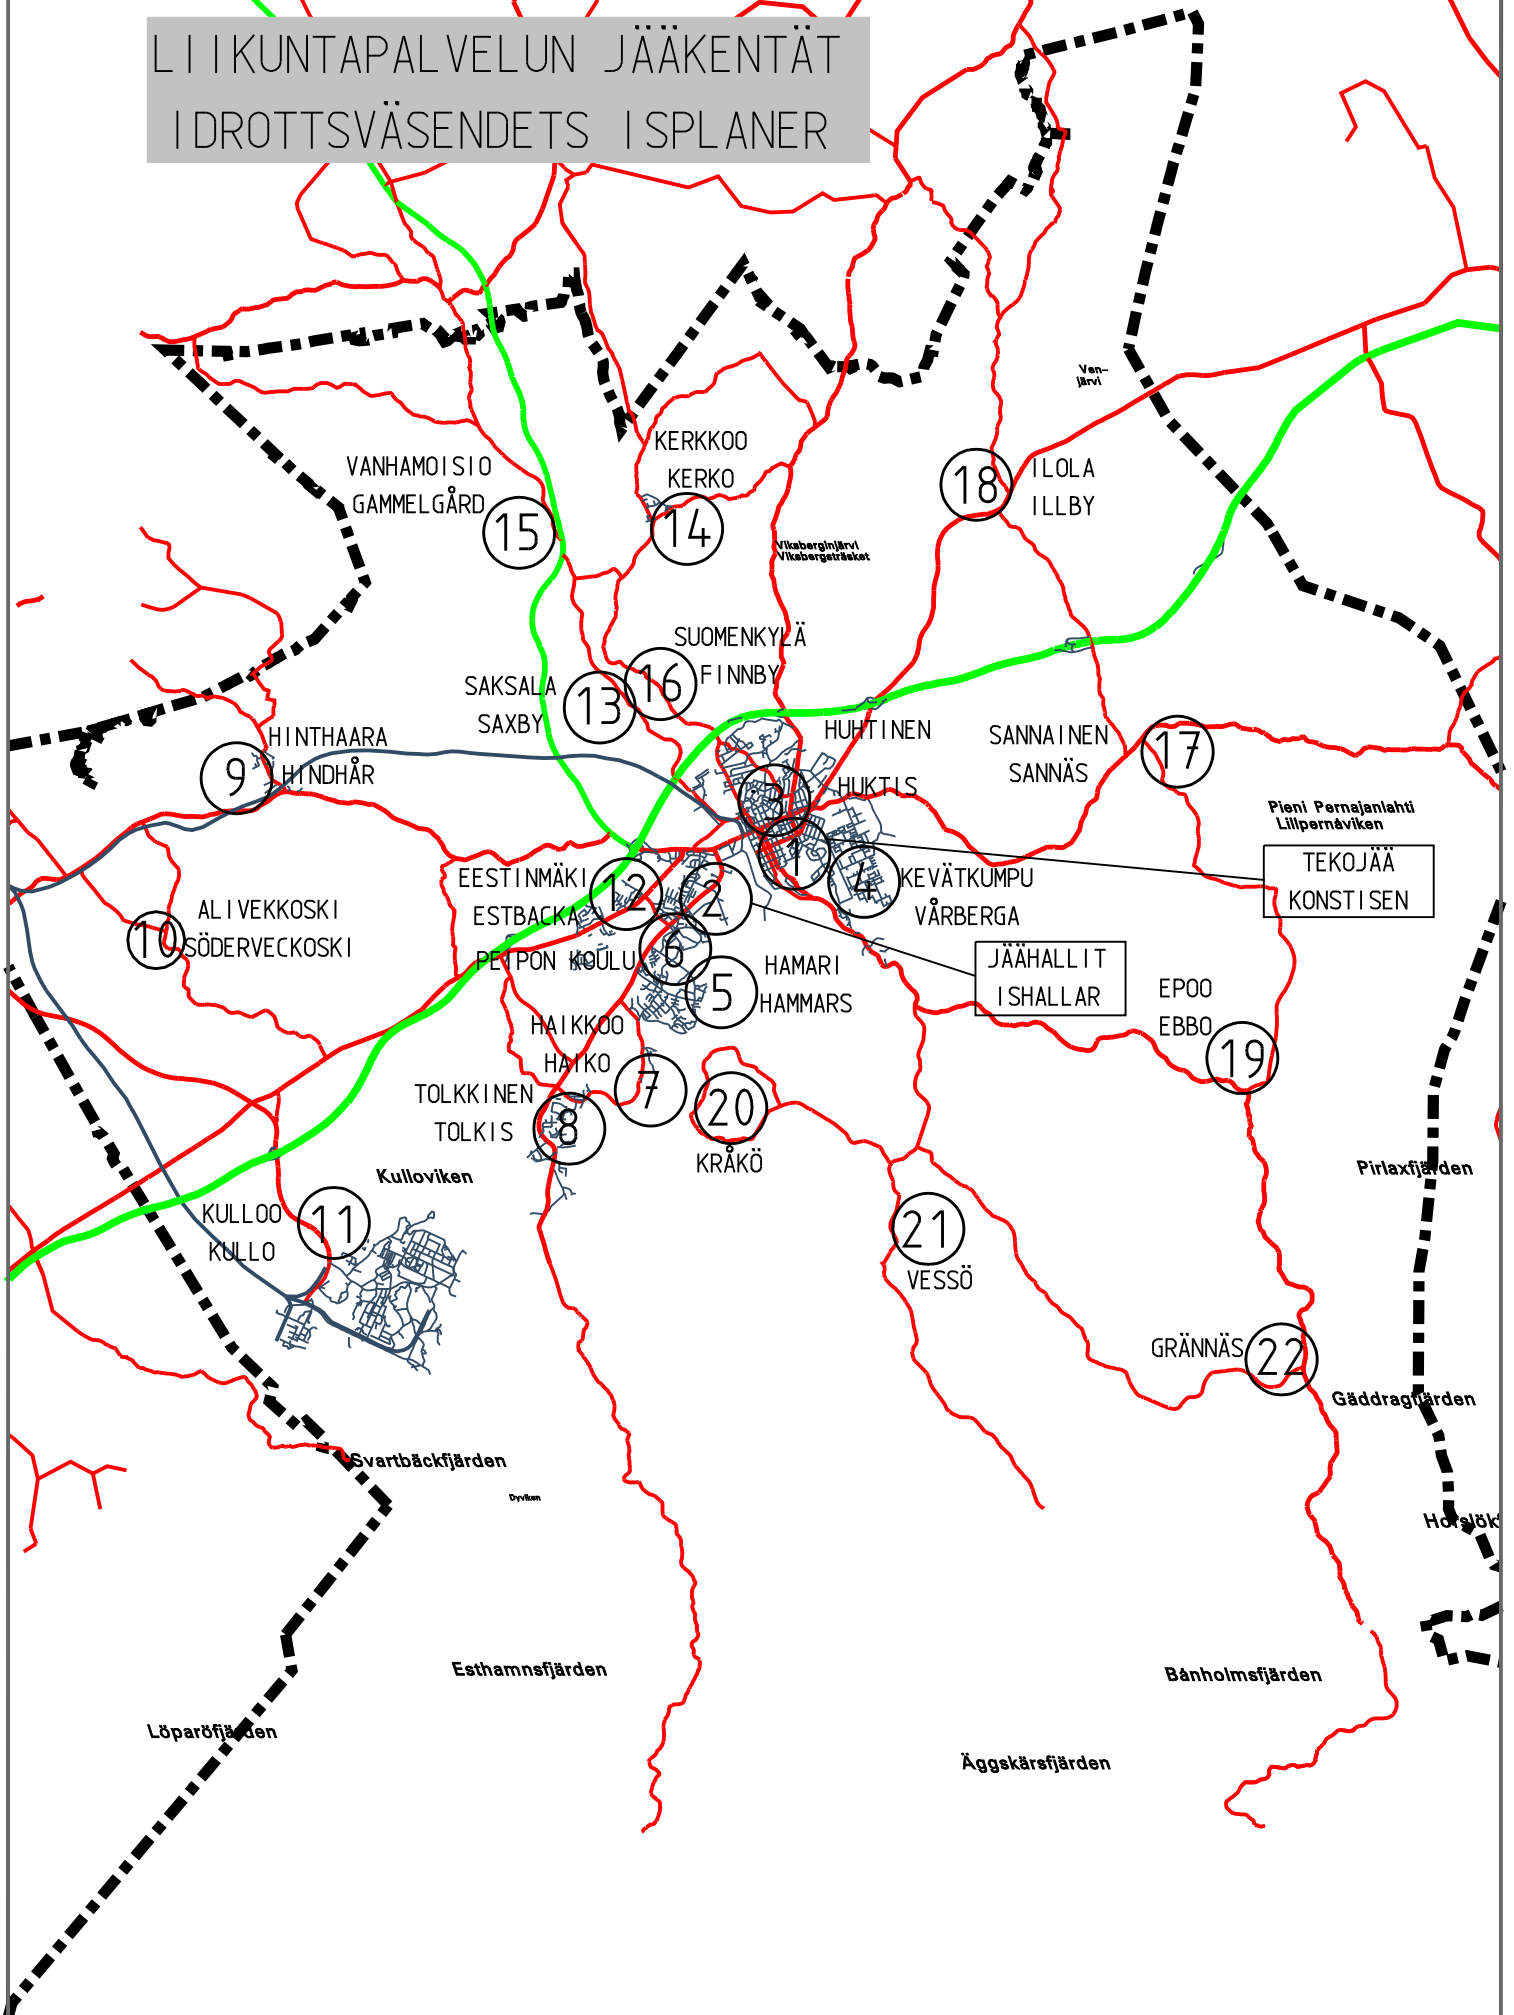 LIIKUNTAPALVELUN JÄÄKENTÄT
IDROTTSVÄSENDETS ISPLANER
Ven-
järvi
KERKKOO
KERKO
14
VANHAMOISIO
GAMMELGÅRD
15
18
ILOLA
ILLBY
Viksberginjärvi
Viksbergsträsket
SUOMENKYLÄ
FINNBY
16
SAKSALA
SAXBY
13
HINTHAARA
HINDHÅR
9
HUHTINEN
HUKTIS
3
SANNAINEN
SANNÄS
17
Pieni Pernajanlahti
Lillpernåviken
1
TEKOJÄÄ
KONSTISEN
EESTINMÄKI
ESTBACKA
12
2
4
KEVÄTKUMPU
VÅRBERGA
ALIVEKKOSKI
SÖDERVECKOSKI
10
PEIPON KOULU
6
JÄÄHALLIT
ISHALLAR
HAMARI
HAMMARS
5
EPOO
EBBO
19
HAIKKOO
HAIKO
7
TOLKKINEN
TOLKIS
8
20
KRÅKÖ
Kulloviken
Pirlaxfjärden
KULLOO
KULLO
11
21
VESSÖ
GRÄNNÄS
22
Gäddragfjärden
Svartbäckfjärden
Dyviken
Horslök
Esthamnsfjärden
Bånholmsfjärden
Löparöfjärden
Äggskärsfjärden